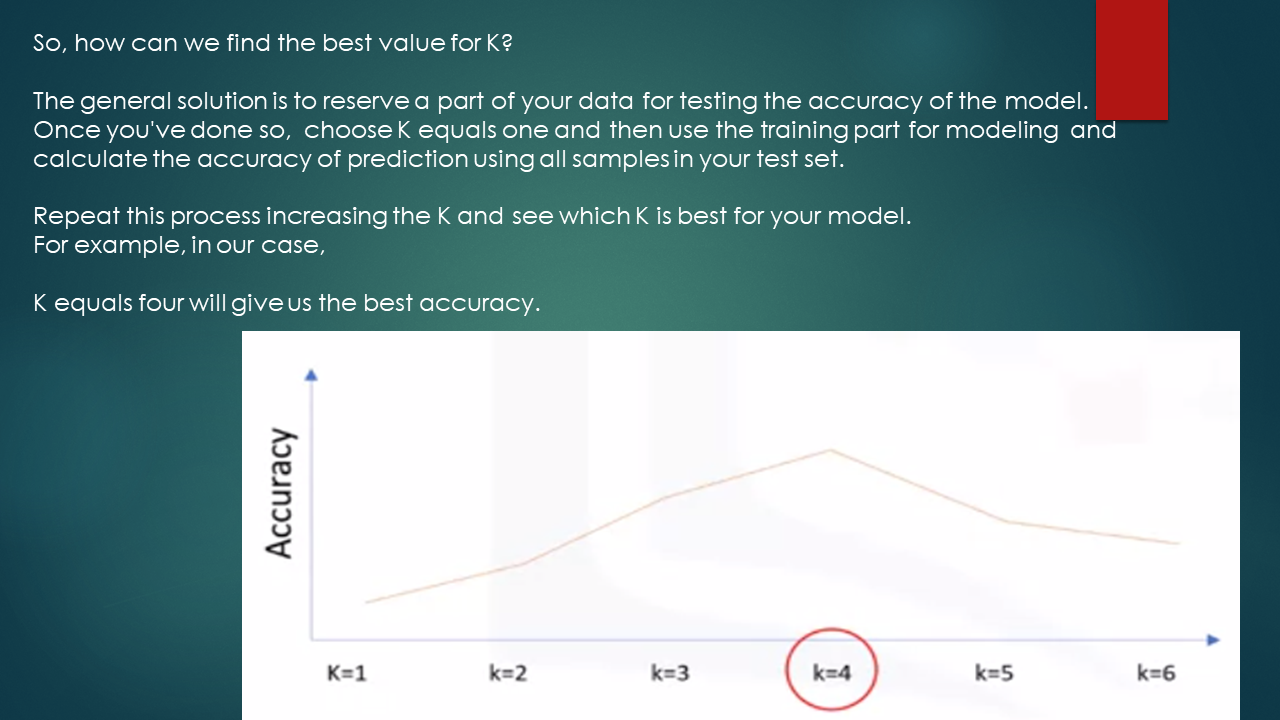 So, how can we find the best value for K?
The general solution is to reserve a part of your data for testing the accuracy of the model.
Once you've done so, choose K equals one and then use the training part for modeling and
calculate the accuracy of prediction using all samples in your test set.
Repeat this process increasing the K and see which K is best for your model.
For example, in our case,
K equals four will give us the best accuracy.
Accuracy
K=1 k=2 k=3 k=4 k=5 k=6